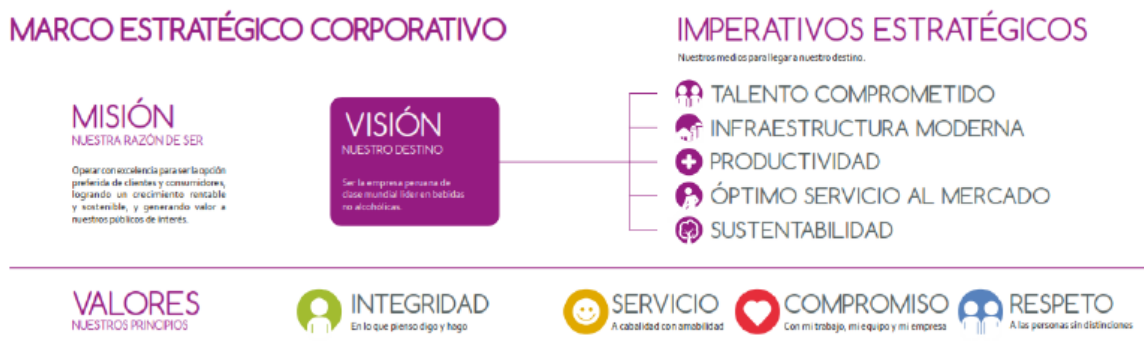 MARCO ESTRATÉGICO CORPORATIVO
MISIÓN
NUESTRA RAZÓN DE SER
Operar con excelencia para ser la opción
preferida de clientes y consumidores,
logrando un crecimiento rentable
y sostenible, y generando valor a
nuestros públicos de interés.
VISIÓN
NUESTRO DESTINO
Ser la empresa peruana de
clase mundial líder en bebidas
no alcohólicas.
IMPERATIVOS ESTRATÉGICOS
Nuestros medios para llegar a nuestro destino.
TALENTO COMPROMETIDO
INFRAESTRUCTURA MODERNA
PRODUCTIVIDAD
ÓPTIMO SERVICIO AL MERCADO
SUSTENTABILIDAD
VALORES
NUESTROS PRINCIPIOS
INTEGRIDAD
En lo que pienso digo y hago
SERVICIO
A cabalidad con amabilidad
COMPROMISO
Con mi trabajo, mi equipo y mi empresa
RESPETO
A las personas sin distinciones